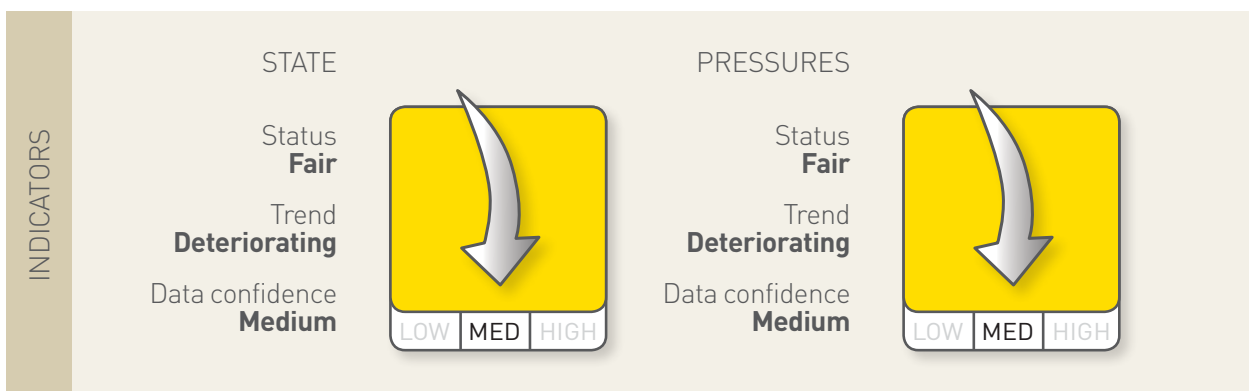 INDICATORS
STATE
Status
Fair
Trend
Deteriorating
Data confidence
Medium
LOW MED HIGH
PRESSURES
Status
Fair
Trend
Deteriorating
Data confidence
Medium
LOW MED HIGH